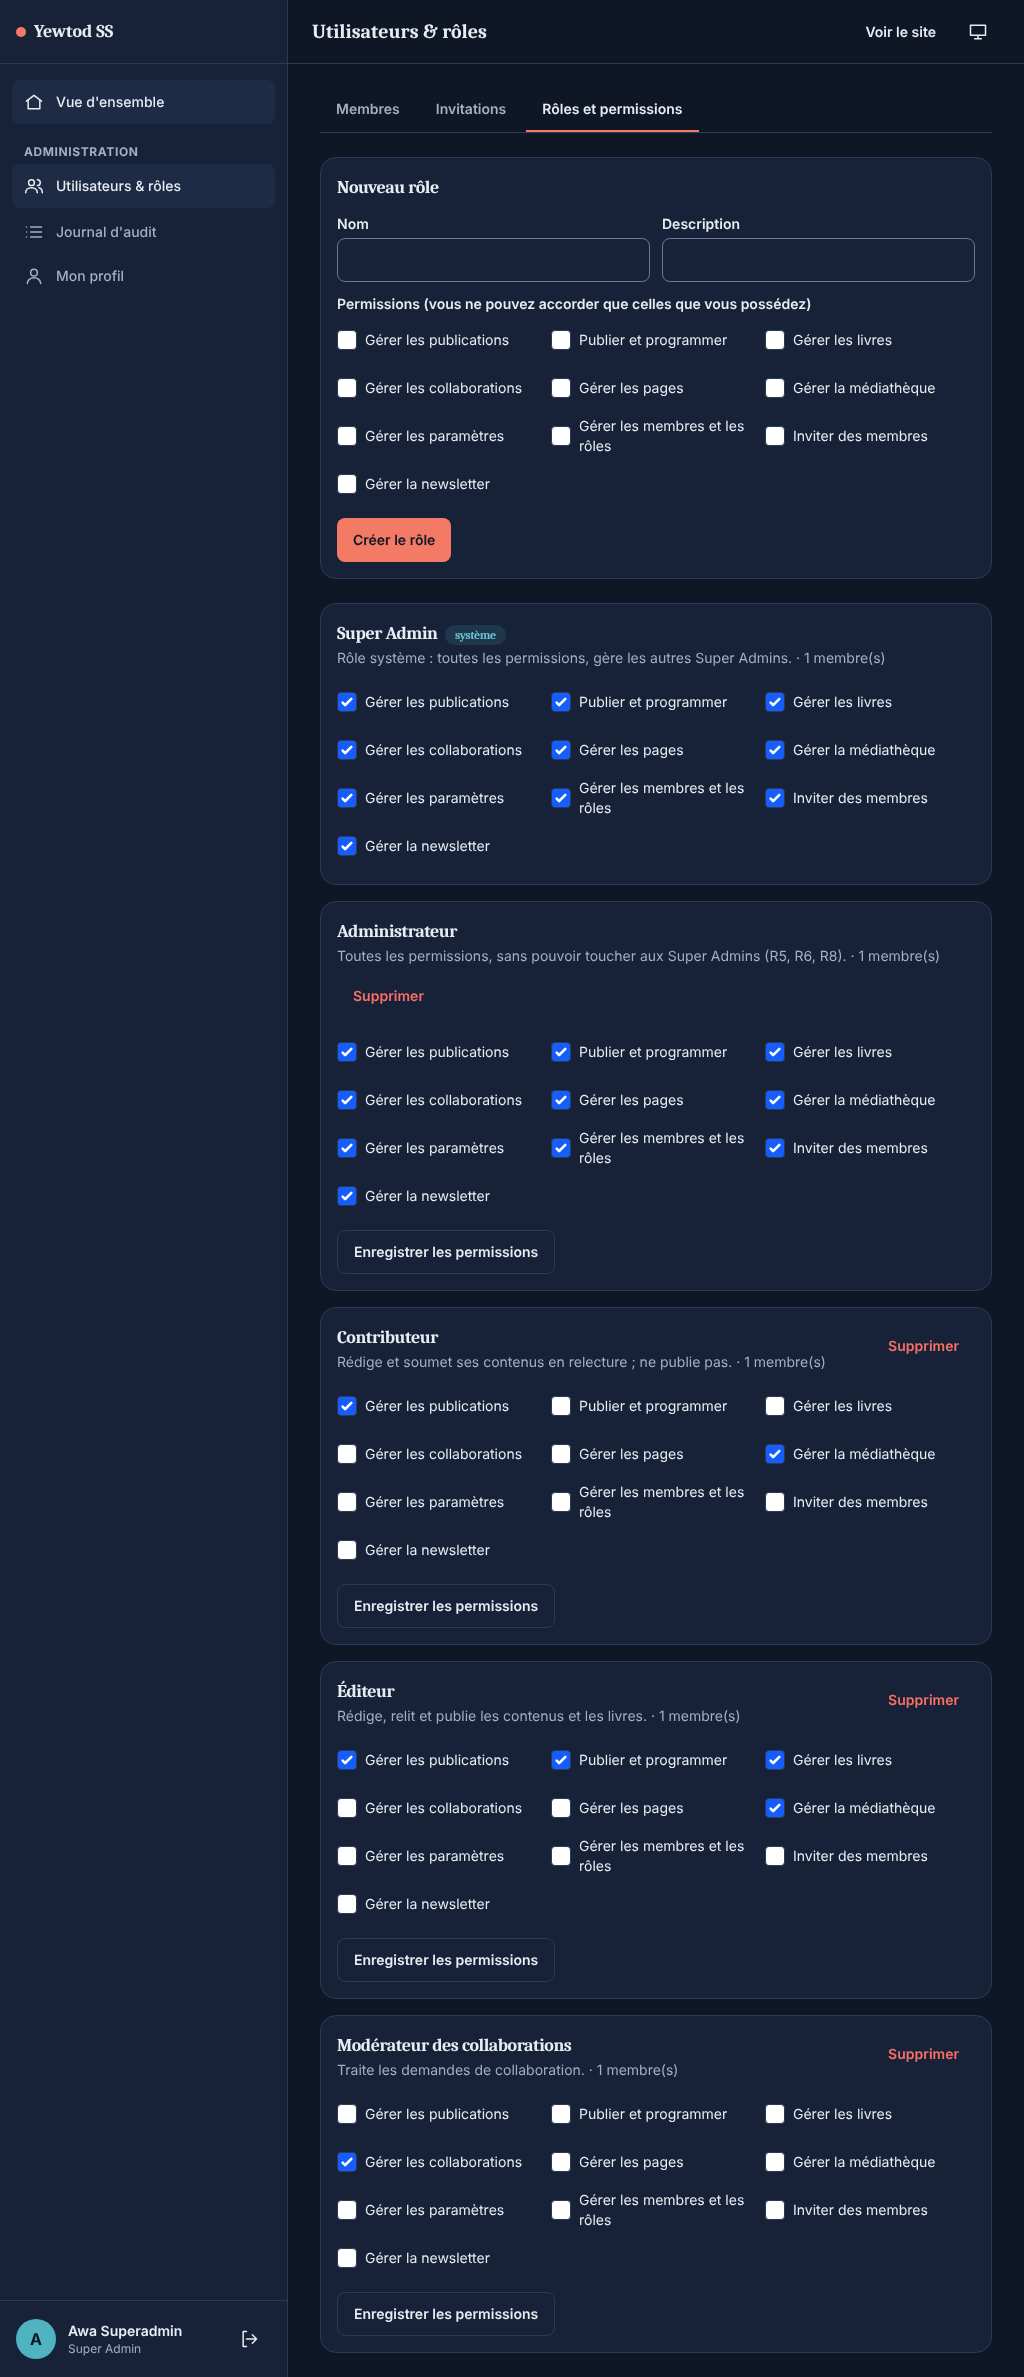 Yewtod SS
Utilisateurs & rôles
Voir le site
Vue d'ensemble
ADMINISTRATION
Utilisateurs & rôles
Journal d'audit
Mon profil
Membres
Invitations
Rôles et permissions
Nouveau rôle
Nom
Description
Permissions (vous ne pouvez accorder que celles que vous possédez)
Gérer les publications
Publier et programmer
Gérer les livres
Gérer les collaborations
Gérer les pages
Gérer la médiathèque
Gérer les paramètres
Gérer les membres et les
rôles
Inviter des membres
Gérer la newsletter
Créer le rôle
Super Admin système
Rôle système : toutes les permissions, gère les autres Super Admins. · 1 membre(s)
Gérer les publications
Publier et programmer
Gérer les livres
Gérer les collaborations
Gérer les pages
Gérer la médiathèque
Gérer les paramètres
Gérer les membres et les
rôles
Inviter des membres
Gérer la newsletter
Administrateur
Toutes les permissions, sans pouvoir toucher aux Super Admins (R5, R6, R8). · 1 membre(s)
Supprimer
Gérer les publications
Publier et programmer
Gérer les livres
Gérer les collaborations
Gérer les pages
Gérer la médiathèque
Gérer les paramètres
Gérer les membres et les
rôles
Inviter des membres
Gérer la newsletter
Enregistrer les permissions
Contributeur
Rédige et soumet ses contenus en relecture ; ne publie pas. · 1 membre(s)
Supprimer
Gérer les publications
Publier et programmer
Gérer les livres
Gérer les collaborations
Gérer les pages
Gérer la médiathèque
Gérer les paramètres
Gérer les membres et les
rôles
Inviter des membres
Gérer la newsletter
Enregistrer les permissions
Éditeur
Rédige, relit et publie les contenus et les livres. · 1 membre(s)
Supprimer
Gérer les publications
Publier et programmer
Gérer les livres
Gérer les collaborations
Gérer les pages
Gérer la médiathèque
Gérer les paramètres
Gérer les membres et les
rôles
Inviter des membres
Gérer la newsletter
Enregistrer les permissions
Modérateur des collaborations
Traite les demandes de collaboration. · 1 membre(s)
Supprimer
Gérer les publications
Publier et programmer
Gérer les livres
Gérer les collaborations
Gérer les pages
Gérer la médiathèque
Gérer les paramètres
Gérer les membres et les
rôles
Inviter des membres
Gérer la newsletter
Enregistrer les permissions
A
Awa Superadmin
Super Admin